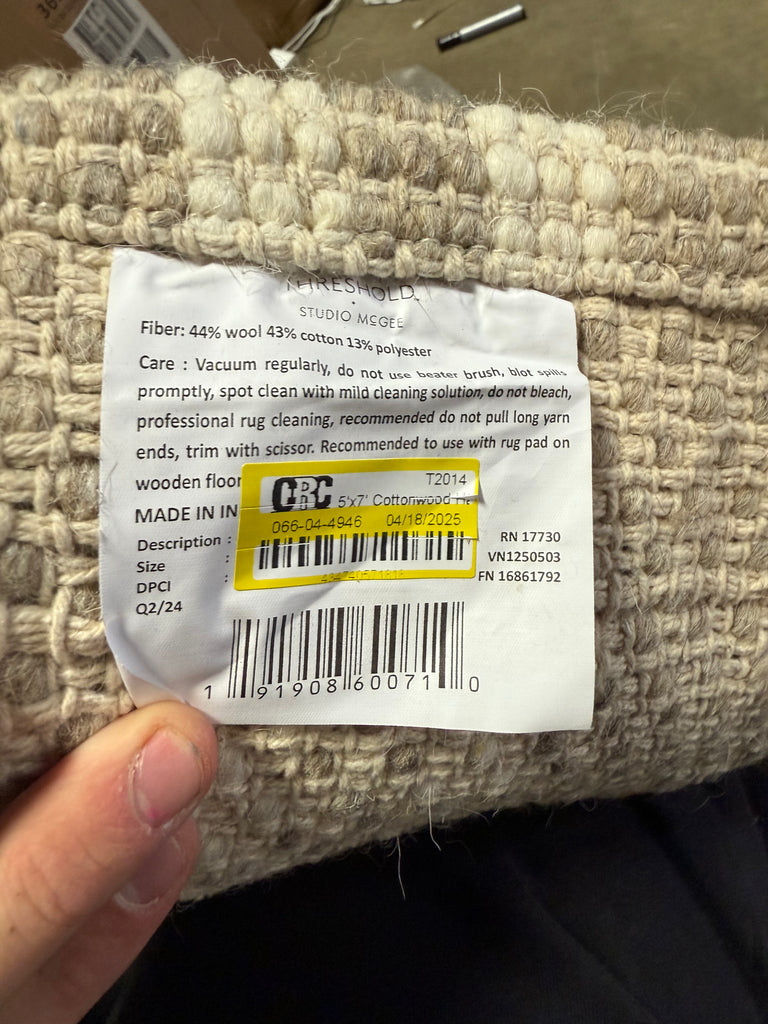 36
THRESHOLD™
STUDIO McGEE
Fiber: 44% wool 43% cotton 13% polyester
Care : Vacuum regularly, do not use beater brush, blot spills
promptly, spot clean with mild cleaning solution, do not bleach,
professional rug cleaning, recommended do not pull long yarn
ends, trim with scissor. Recommended to use with rug pad on
wooden floor
MADE IN IN
CRC T2014
5'x7' Cottonwood
066-04-4946 04/18/2025
Description :
Size :
DPCI :
Q2/24
RN 17730
VN1250503
FN 16861792
1 91908 60071 0